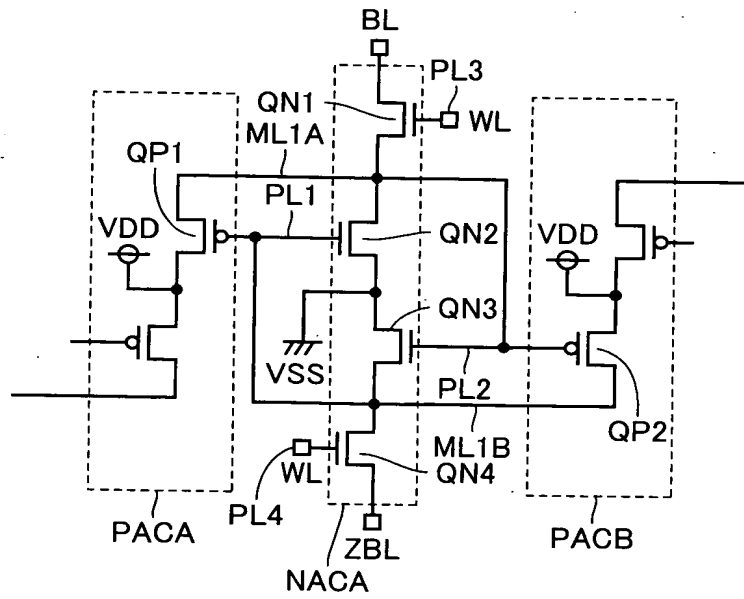 BL
PL3
QN1
WL
ML1A
QP1
PL1
VDD
QN2
VDD
QN3
VSS
PL2
QP2
ML1B
WL
QN4
PL4
PACA
ZBL
PACB
NACA